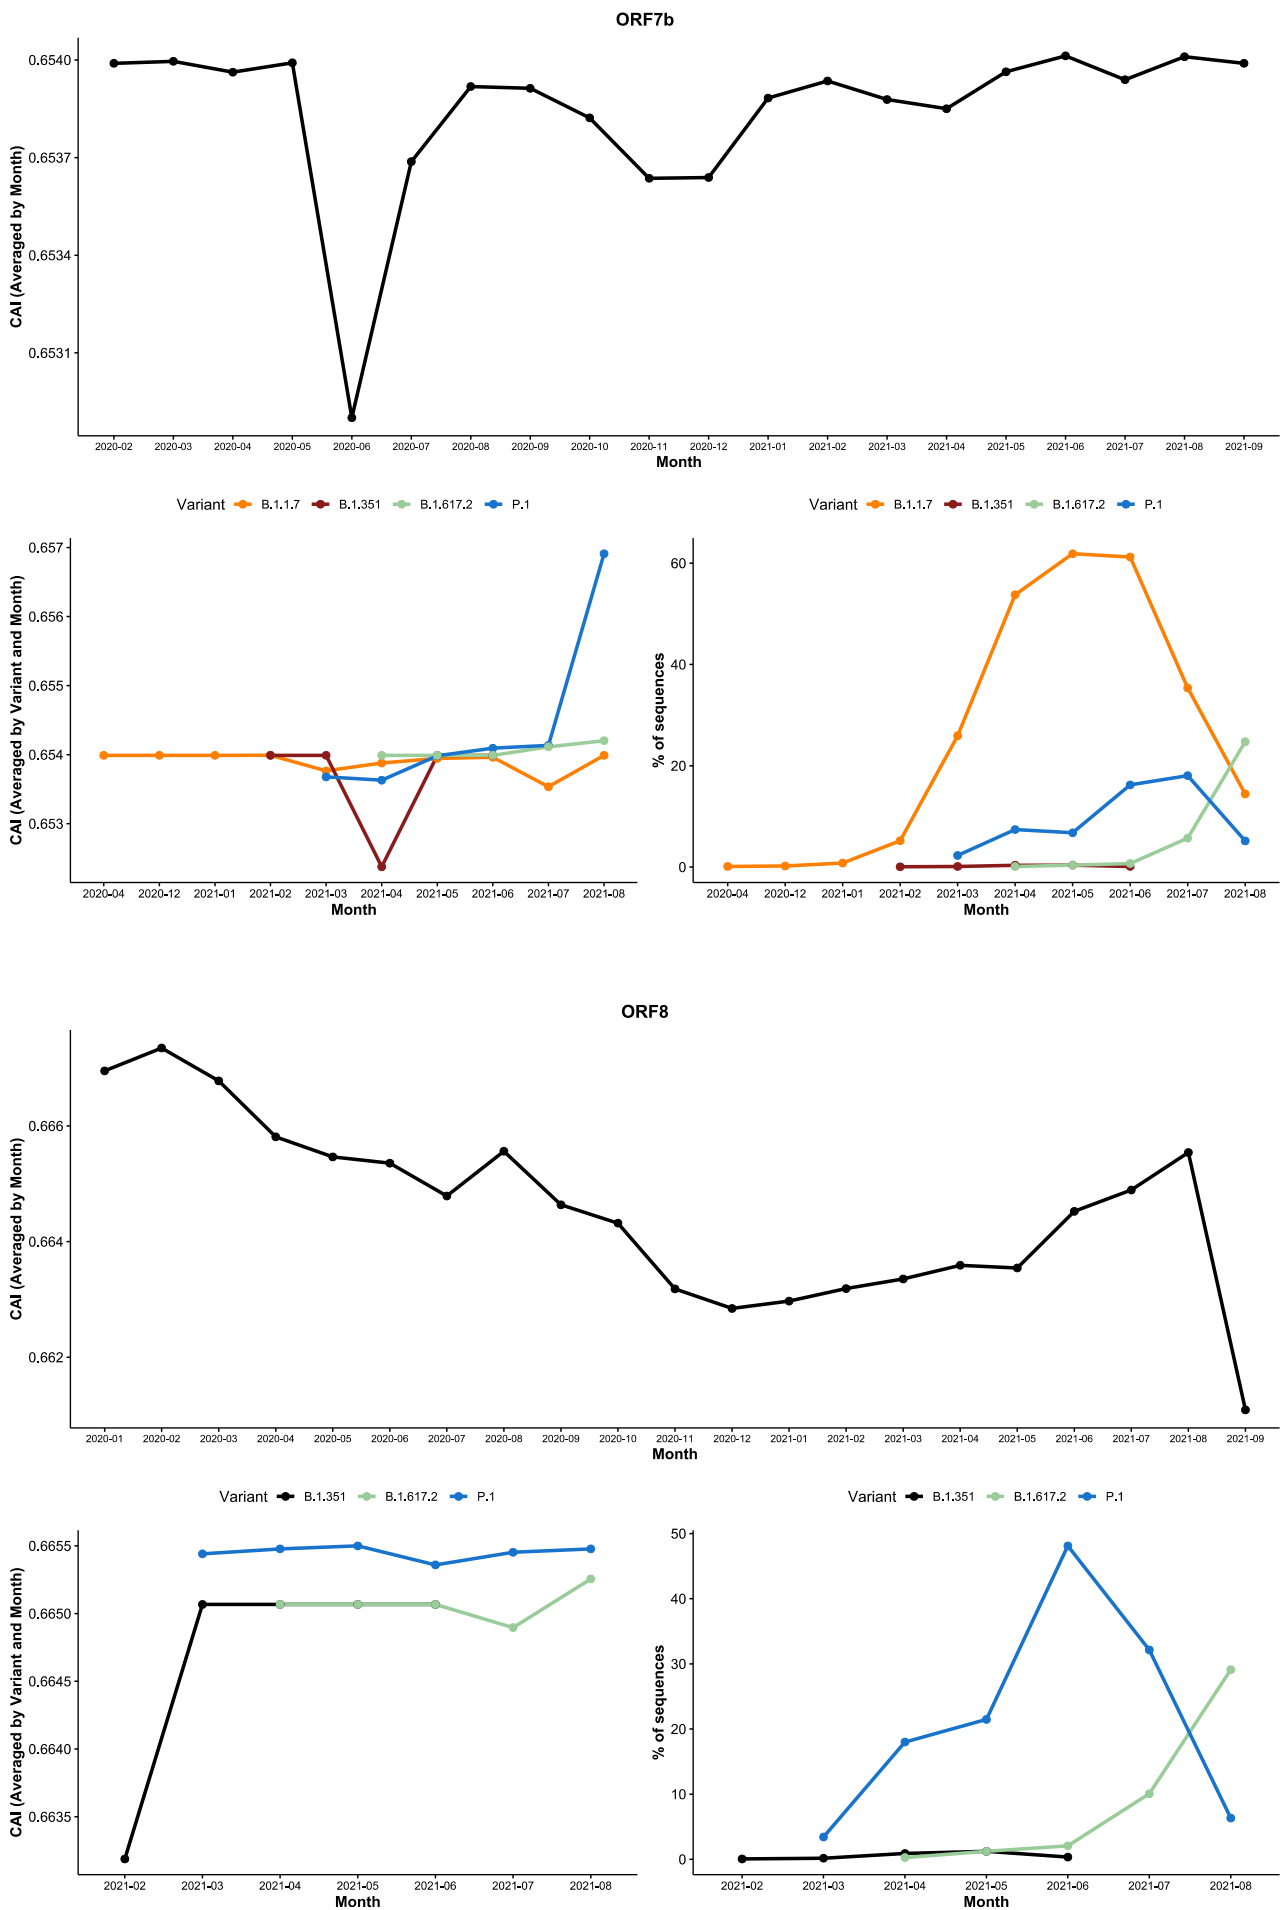 ORF7b
CAI (Averaged by Month)
0.6540
0.6537
0.6534
0.6531
2020-02 2020-03 2020-04 2020-05 2020-06 2020-07 2020-08 2020-09 2020-10 2020-11 2020-12 2021-01 2021-02 2021-03 2021-04 2021-05 2021-06 2021-07 2021-08 2021-09
Month
Variant B.1.1.7 B.1.351 B.1.617.2 P.1
CAI (Averaged by Variant and Month)
0.657
0.656
0.655
0.654
0.653
2020-04 2020-12 2021-01 2021-02 2021-03 2021-04 2021-05 2021-06 2021-07 2021-08
Month
Variant B.1.1.7 B.1.351 B.1.617.2 P.1
% of sequences
60
40
20
0
2020-04 2020-12 2021-01 2021-02 2021-03 2021-04 2021-05 2021-06 2021-07 2021-08
Month
ORF8
CAI (Averaged by Month)
0.666
0.664
0.662
2020-01 2020-02 2020-03 2020-04 2020-05 2020-06 2020-07 2020-08 2020-09 2020-10 2020-11 2020-12 2021-01 2021-02 2021-03 2021-04 2021-05 2021-06 2021-07 2021-08 2021-09
Month
Variant B.1.351 B.1.617.2 P.1
CAI (Averaged by Variant and Month)
0.6655
0.6650
0.6645
0.6640
0.6635
2021-02 2021-03 2021-04 2021-05 2021-06 2021-07 2021-08
Month
Variant B.1.351 B.1.617.2 P.1
% of sequences
50
40
30
20
10
0
2021-02 2021-03 2021-04 2021-05 2021-06 2021-07 2021-08
Month